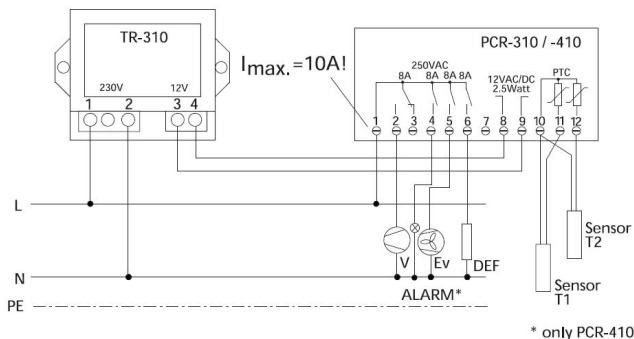 TR-310
230V 12V
1 2 3 4
I max. =10A!
PCR-310 / -410
250VAC
8A 8A 8A 8A
12VAC/DC
2.5Watt
PTC
1 2 3 4 5 6 7 8 9 10 11 12
L
N
PE
V
Ev
DEF
ALARM*
Sensor
T1
Sensor
T2
* only PCR-410